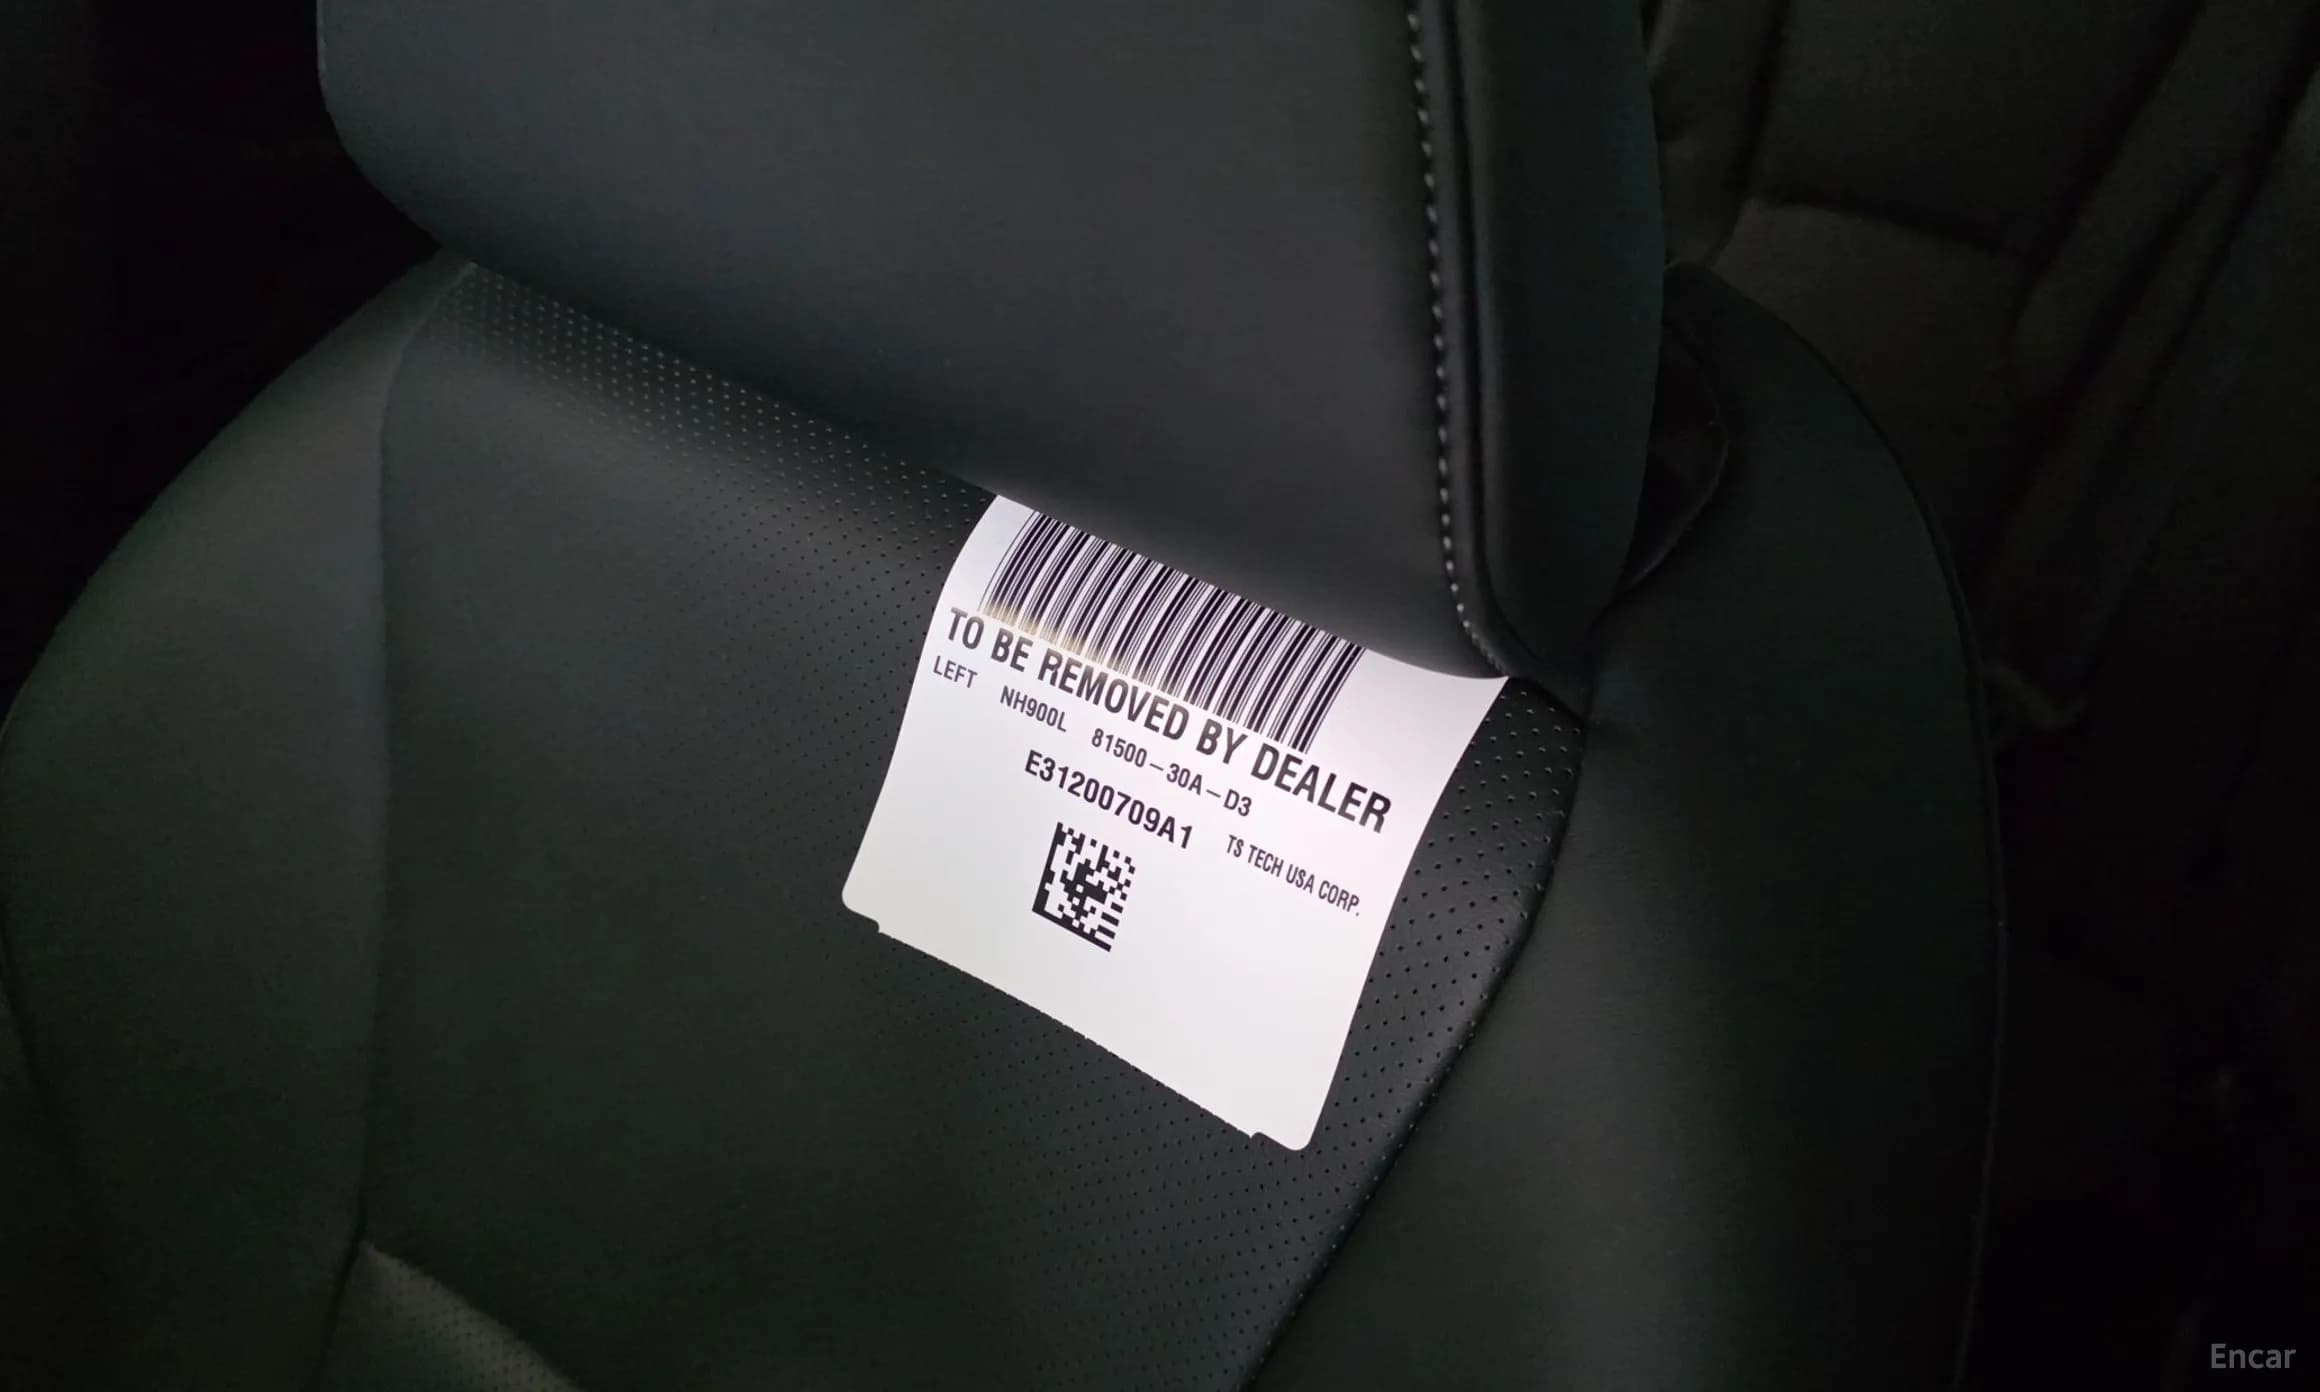 TO BE REMOVED BY DEALER
LEFT NH900L 81500-30A-D3
E31200709A1 TS TECH USA CORP.
Encar